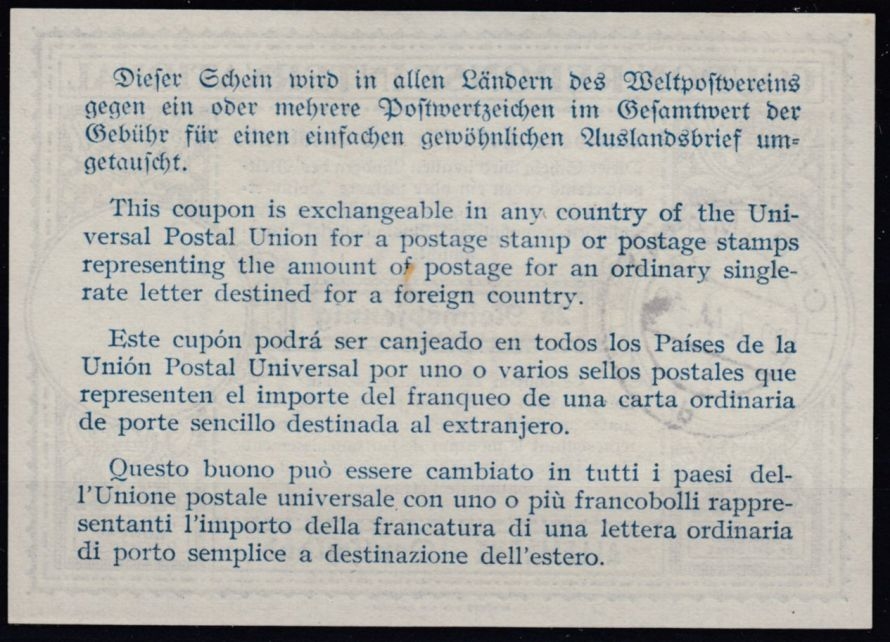 Dieser Schein wird in allen Ländern des Weltpostvereins
gegen ein oder mehrere Postwertzeichen im Gesamtwert der
Gebühr für einen einfachen gewöhnlichen Auslandsbrief um-
getauscht.
This coupon is exchangeable in any country of the Uni-
versal Postal Union for a postage stamp or postage stamps
representing the amount of postage for an ordinary single-
rate letter destined for a foreign country.
Este cupón podrá ser canjeado en todos los Países de la
Unión Postal Universal por uno o varios sellos postales que
representen el importe del franqueo de una carta ordinaria
de porte sencillo destinada al extranjero.
Questo buono può essere cambiato in tutti i paesi del-
l'Unione postale universale con uno o più francobolli rappre-
sentanti l'importo della francatura di una lettera ordinaria
di porto semplice a destinazione dell'estero.